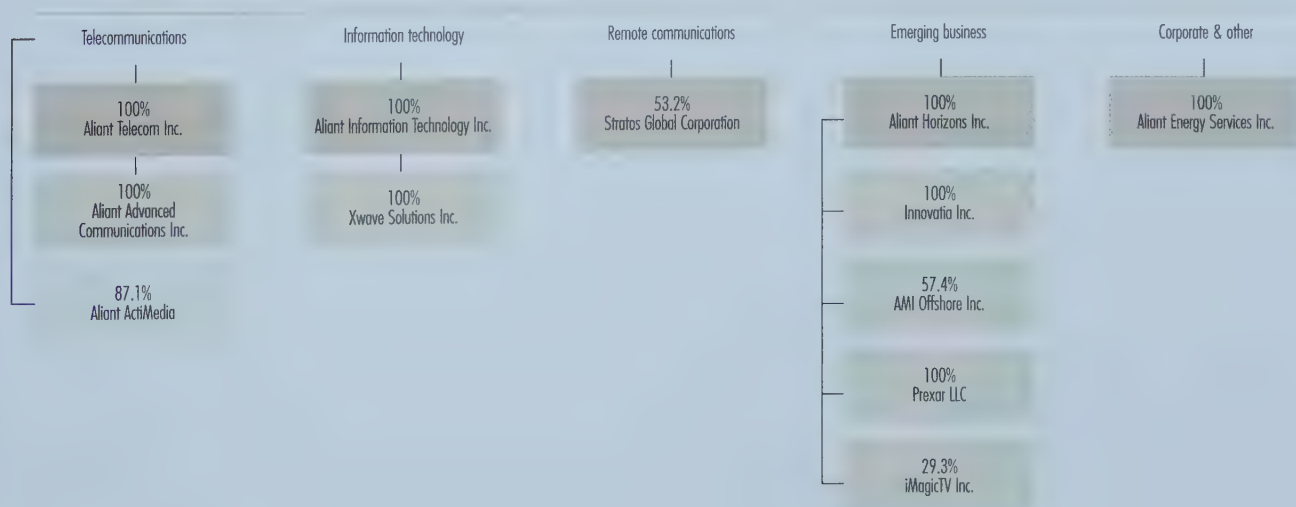 Telecommunications
100%
Aliant Telecom Inc.
100%
Aliant Advanced
Communications Inc.
87.1%
Aliant ActiMedia
Information technology
100%
Aliant Information Technology Inc.
100%
Xwave Solutions Inc.
Remote communications
53.2%
Stratos Global Corporation
Emerging business
100%
Aliant Horizons Inc.
100%
Innovatia Inc.
57.4%
AMI Offshore Inc.
100%
Prexar LLC
29.3%
iMagicTV Inc.
Corporate & other
100%
Aliant Energy Services Inc.